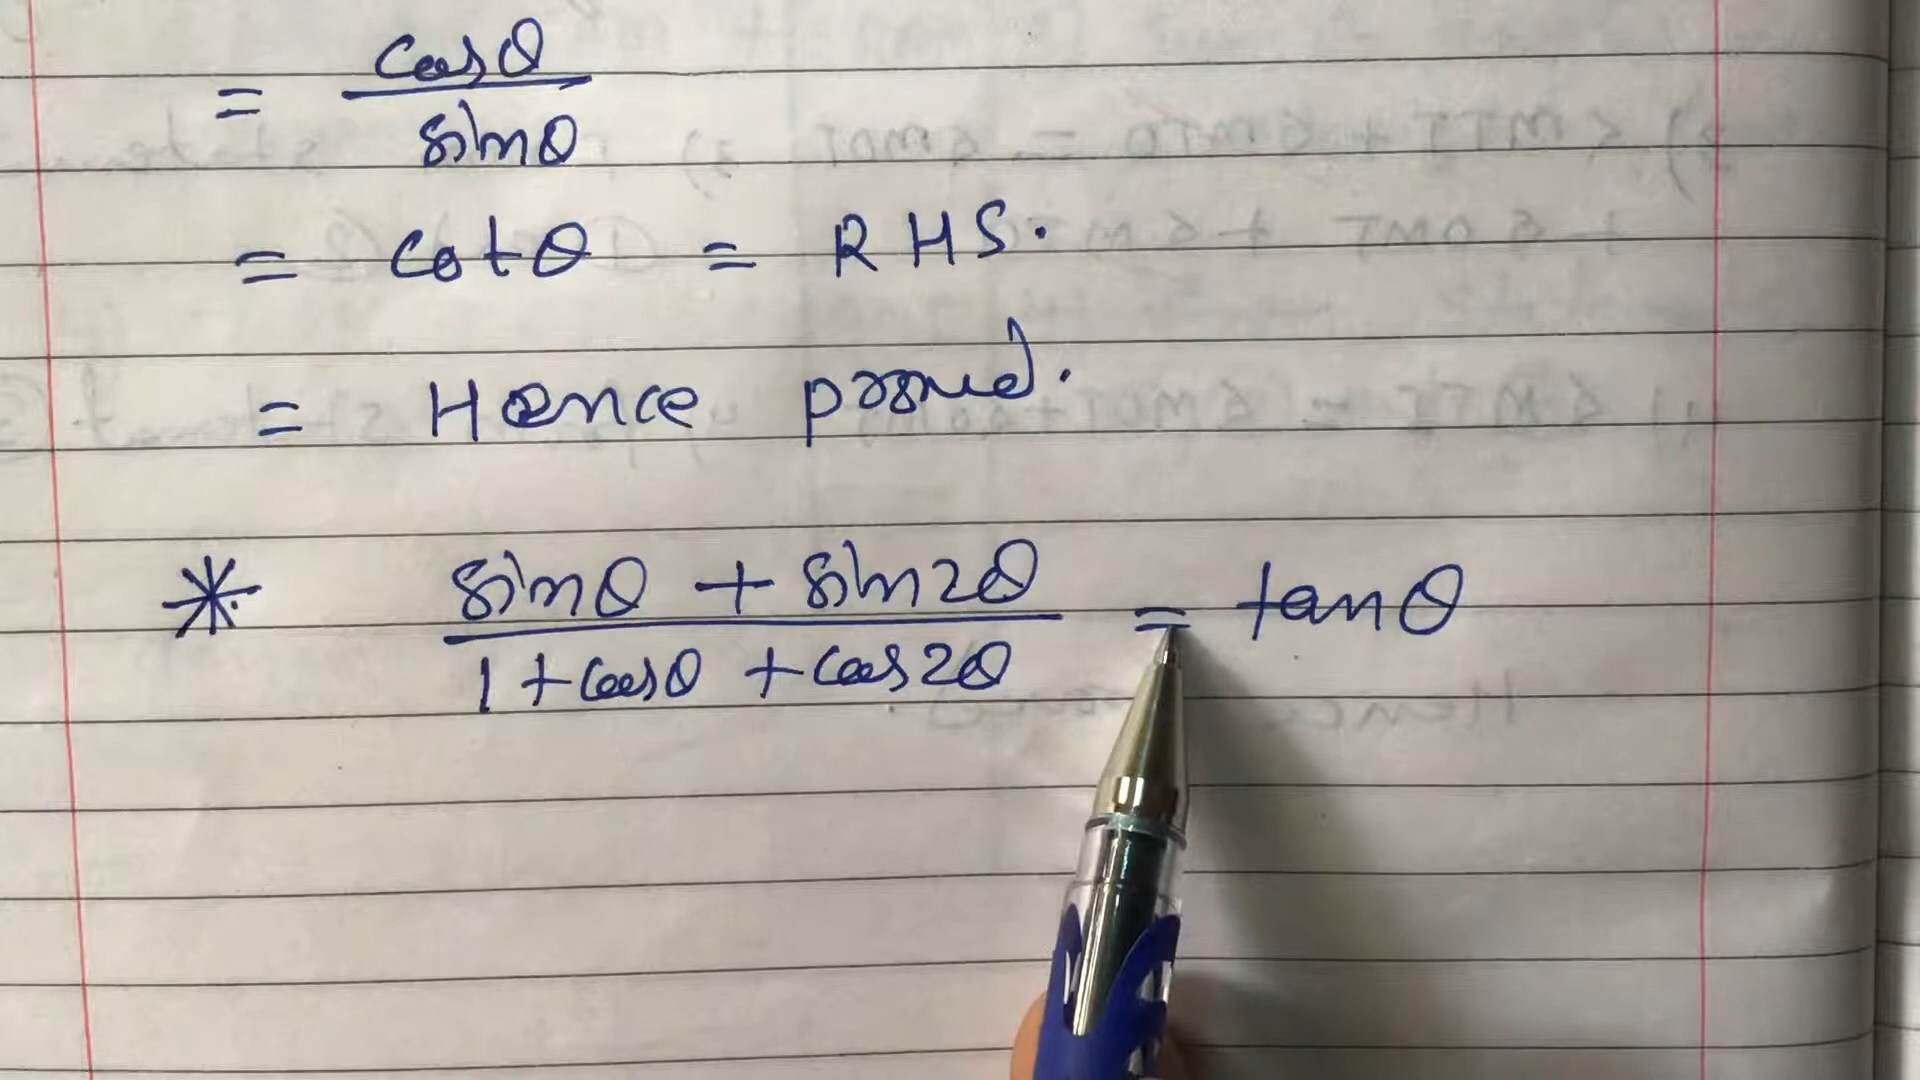 = cosθ / sinθ
= cotθ = RHS.
= Hence proved.
* sinθ + sin2θ / 1 + cosθ + cos2θ = tanθ